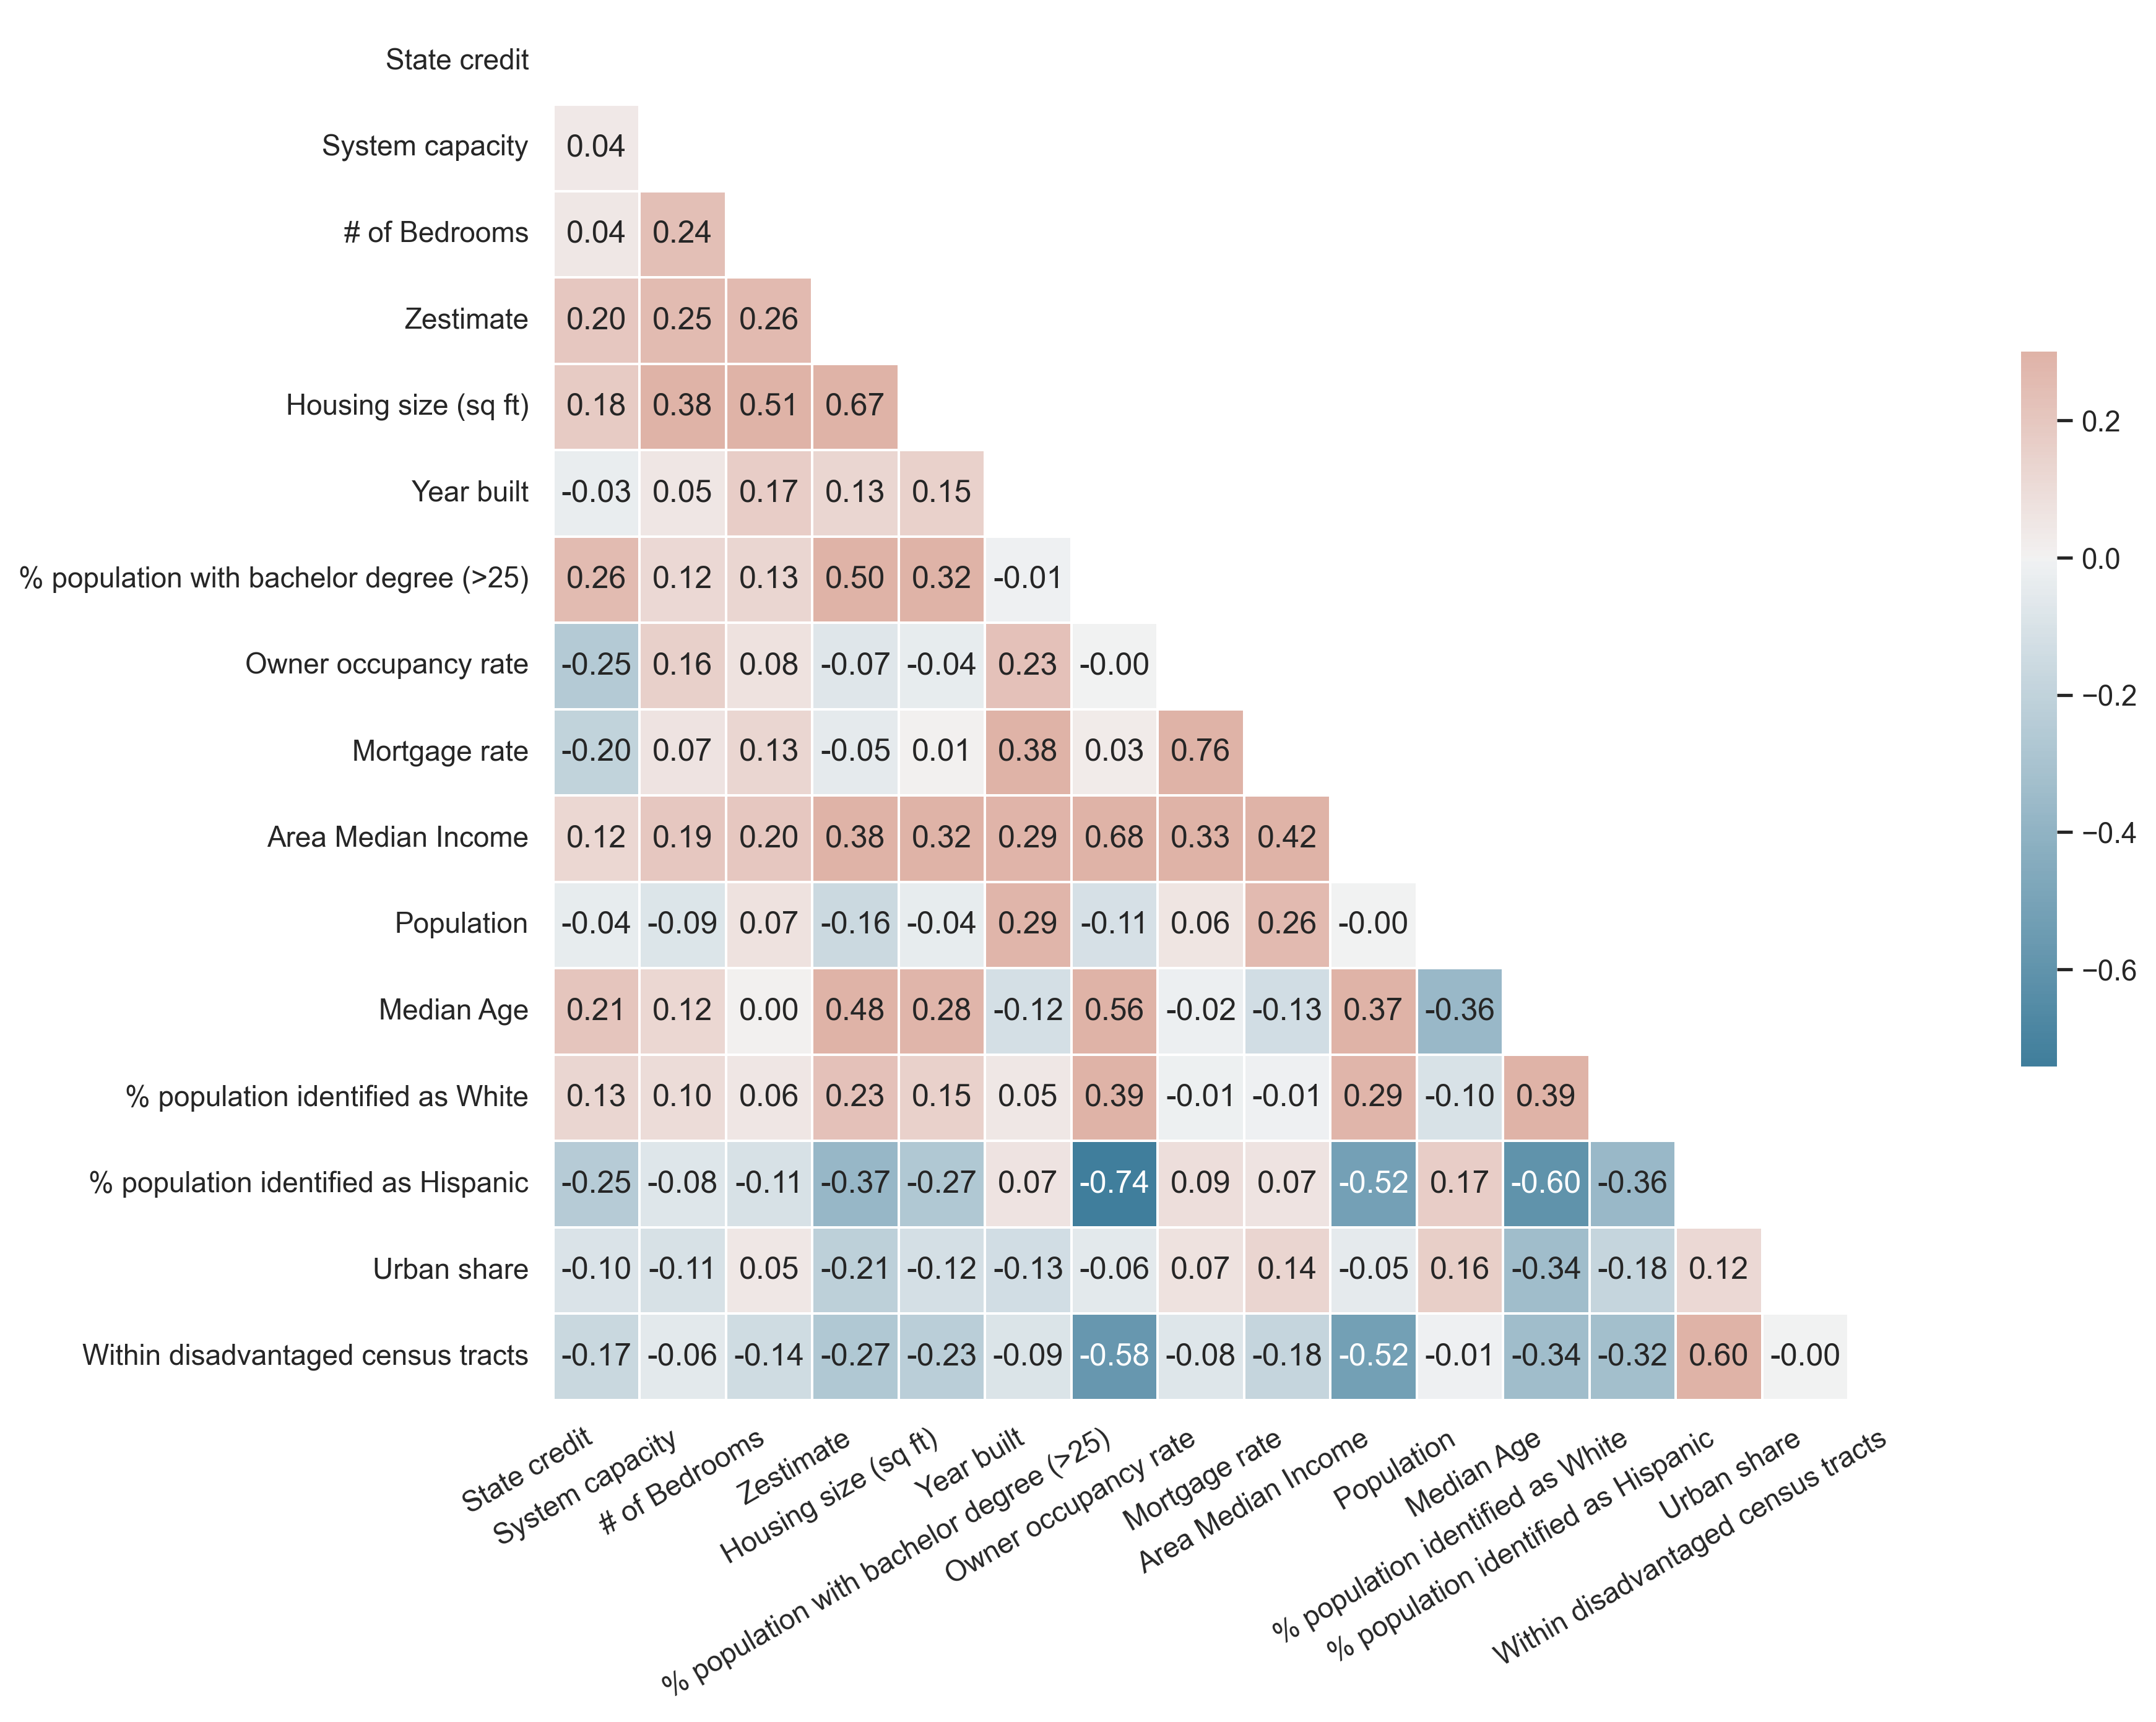 State credit
System capacity 0.04
# of Bedrooms 0.04 0.24
Zestimate 0.20 0.25 0.26
Housing size (sq ft) 0.18 0.38 0.51 0.67
Year built -0.03 0.05 0.17 0.13 0.15
% population with bachelor degree (>25) 0.26 0.12 0.13 0.50 0.32 -0.01
Owner occupancy rate -0.25 0.16 0.08 -0.07 -0.04 0.23 -0.00
Mortgage rate -0.20 0.07 0.13 -0.05 0.01 0.38 0.03 0.76
Area Median Income 0.12 0.19 0.20 0.38 0.32 0.29 0.68 0.33 0.42
Population -0.04 -0.09 0.07 -0.16 -0.04 0.29 -0.11 0.06 0.26 -0.00
Median Age 0.21 0.12 0.00 0.48 0.28 -0.12 0.56 -0.02 -0.13 0.37 -0.36
% population identified as White 0.13 0.10 0.06 0.23 0.15 0.05 0.39 -0.01 -0.01 0.29 -0.10 0.39
% population identified as Hispanic -0.25 -0.08 -0.11 -0.37 -0.27 0.07 -0.74 0.09 0.07 -0.52 0.17 -0.60 -0.36
Urban share -0.10 -0.11 0.05 -0.21 -0.12 -0.13 -0.06 0.07 0.14 -0.05 0.16 -0.34 -0.18 0.12
Within disadvantaged census tracts -0.17 -0.06 -0.14 -0.27 -0.23 -0.09 -0.58 -0.08 -0.18 -0.52 -0.01 -0.34 -0.32 0.60 -0.00
State credit
System capacity
# of Bedrooms
Zestimate
Housing size (sq ft)
Year built
% population with bachelor degree (>25)
Owner occupancy rate
Mortgage rate
Area Median Income
Population
Median Age
% population identified as White
% population identified as Hispanic
Urban share
Within disadvantaged census tracts
0.2
0.0
−0.2
−0.4
−0.6